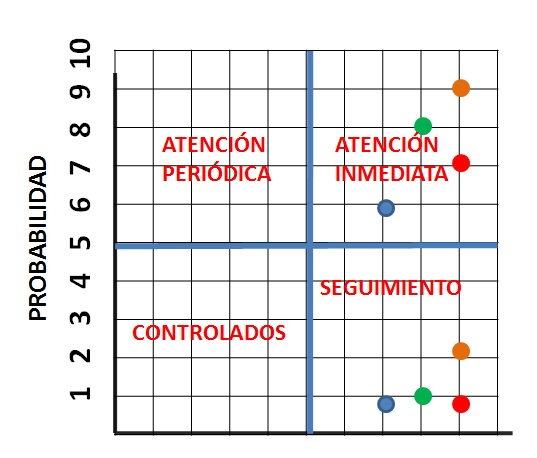 10
9
8
7
6
5
4
3
2
1
PROBABILIDAD
ATENCIÓN
PERIÓDICA
ATENCIÓN
INMEDIATA
SEGUIMIENTO
CONTROLADOS